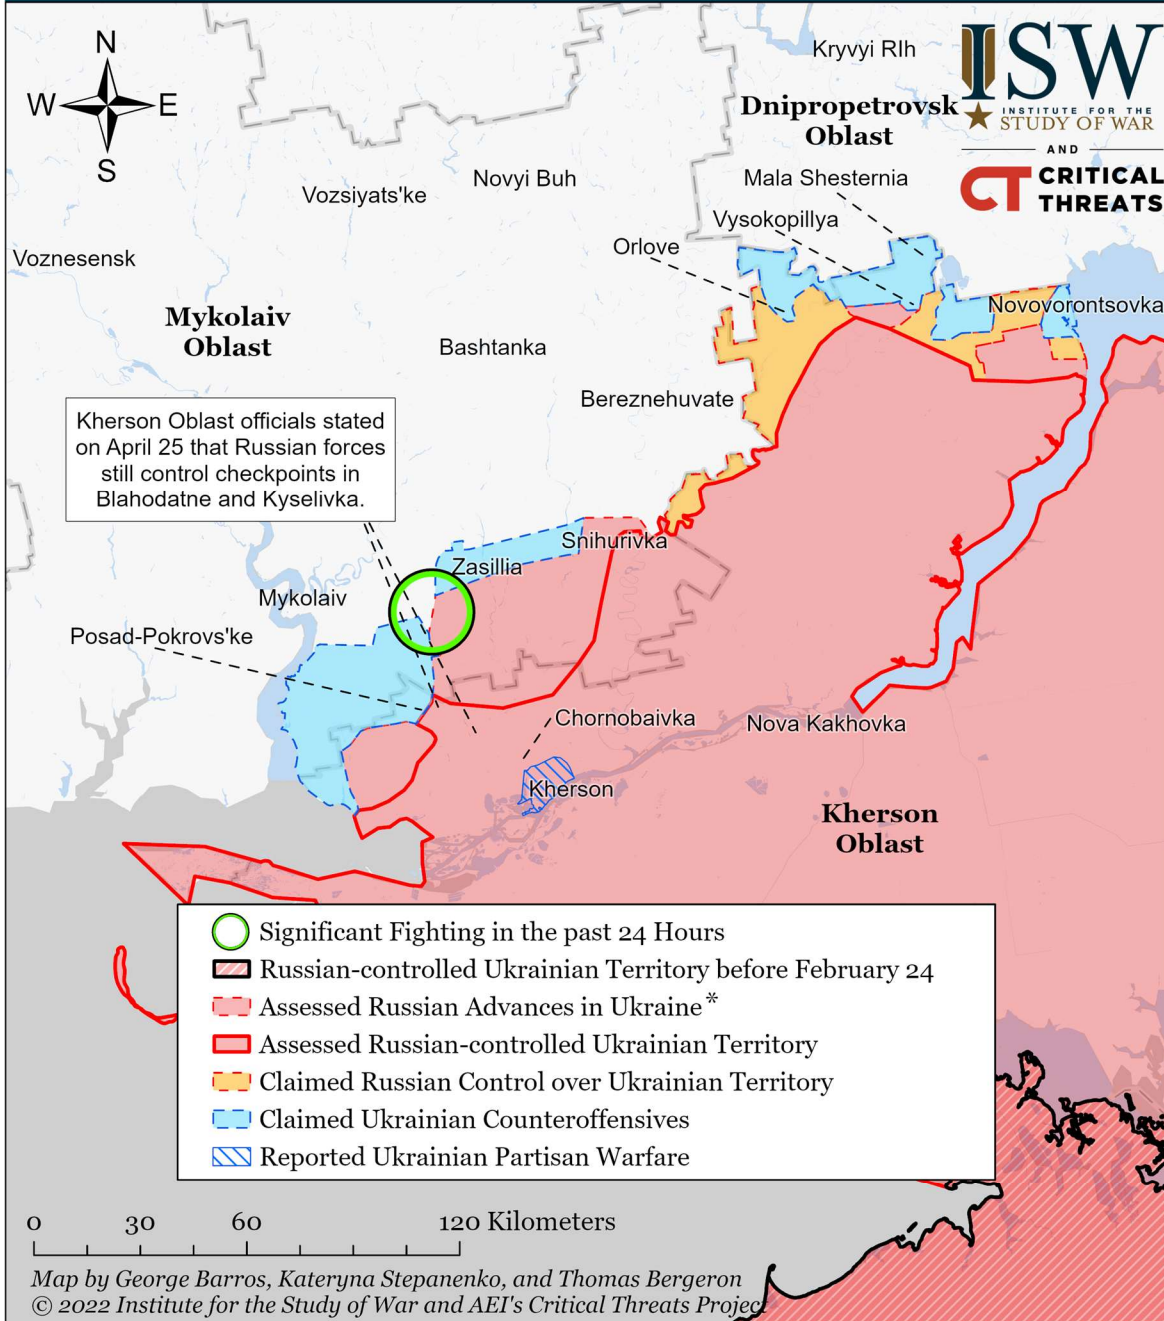 N
W
E
S
Kryvyi RIh
ISW
INSTITUTE FOR THE
STUDY OF WAR
AND
CT CRITICAL
THREATS
Dnipropetrovsk
Oblast
Mala Shesternia
Novyi Buh
Vozsiyats'ke
Vysokopillya
Orlove
Voznesensk
Novovorontsovka
Mykolaiv
Oblast
Bashtanka
Bereznehuvate
Kherson Oblast officials stated
on April 25 that Russian forces
still control checkpoints in
Blahodatne and Kyselivka.
Snihurivka
Zasillia
Mykolaiv
Posad-Pokrovs'ke
Chornobaivka
Nova Kakhovka
Kherson
Kherson
Oblast
Significant Fighting in the past 24 Hours
Russian-controlled Ukrainian Territory before February 24
Assessed Russian Advances in Ukraine*
Assessed Russian-controlled Ukrainian Territory
Claimed Russian Control over Ukrainian Territory
Claimed Ukrainian Counteroffensives
Reported Ukrainian Partisan Warfare
0 30 60 120 Kilometers
Map by George Barros, Kateryna Stepanenko, and Thomas Bergeron
© 2022 Institute for the Study of War and AEI's Critical Threats Project